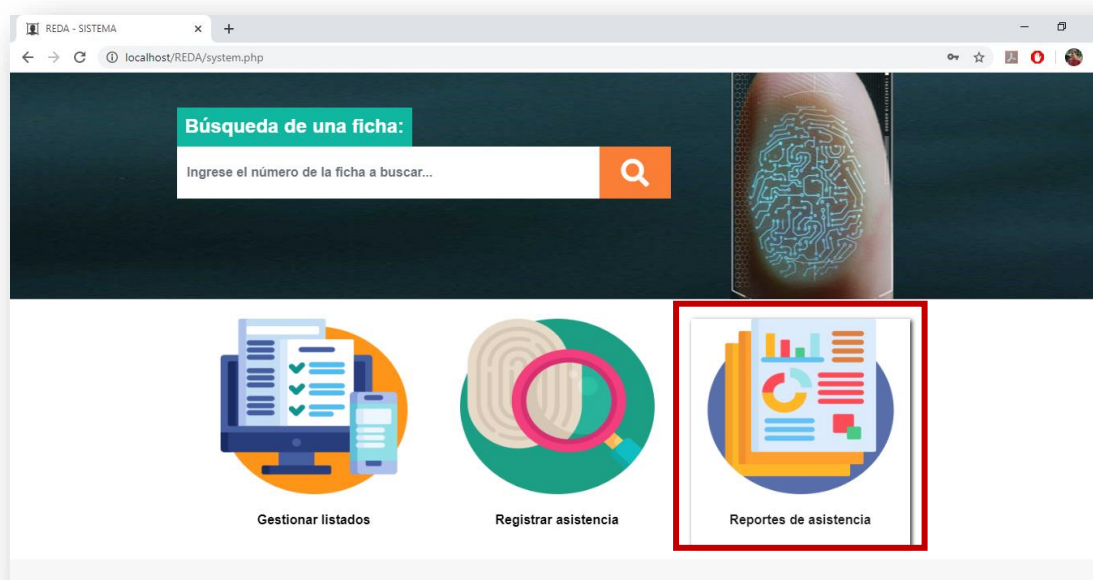 REDA - SISTEMA
localhost/REDA/system.php
Búsqueda de una ficha:
Ingrese el número de la ficha a buscar...
Gestionar listados
Registrar asistencia
Reportes de asistencia